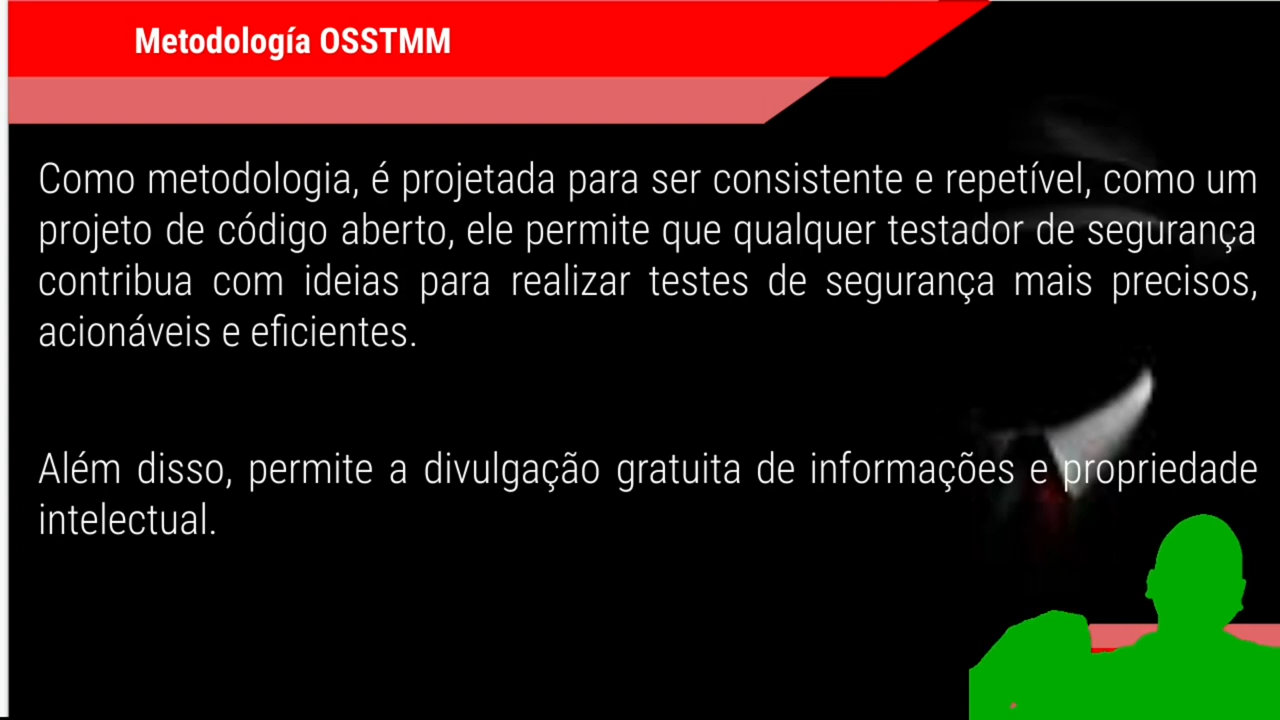 Metodología OSSTMM
Como metodologia, é projetada para ser consistente e repetível, como um
projeto de código aberto, ele permite que qualquer testador de segurança
contribua com ideias para realizar testes de segurança mais precisos,
acionáveis e eficientes.
Além disso, permite a divulgação gratuita de informações e propriedade
intelectual.